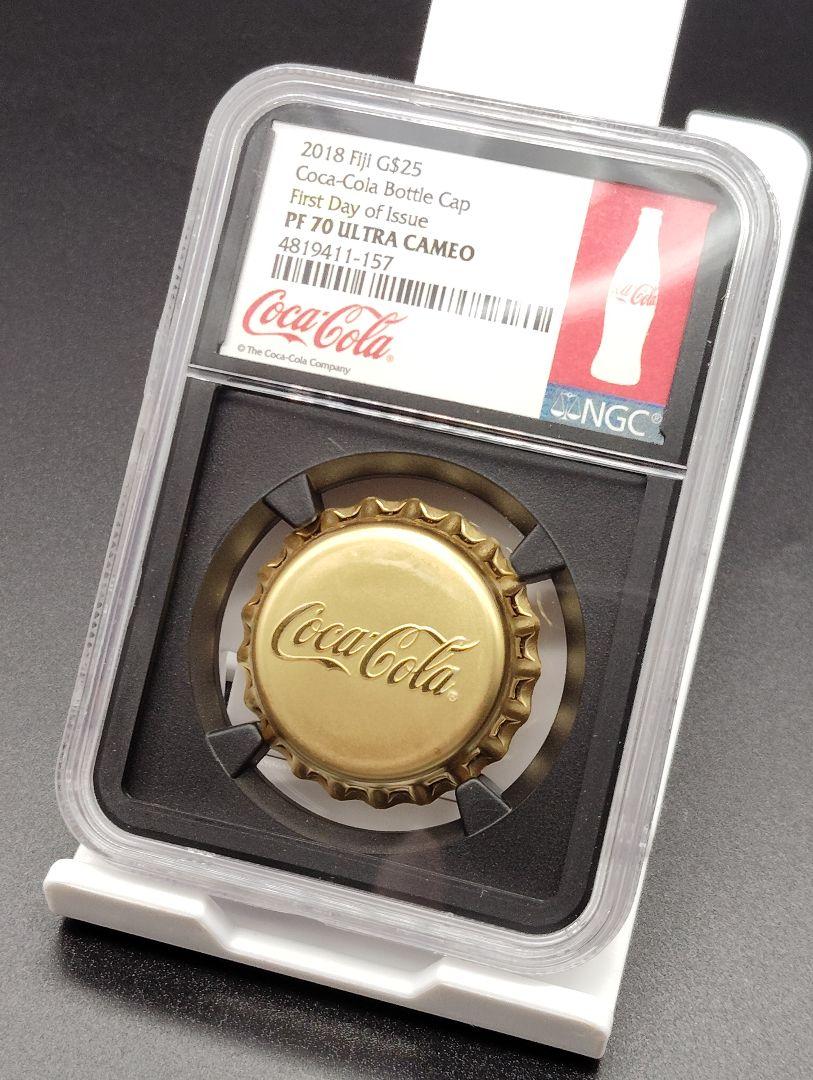 2018 Fiji G$25
Coca-Cola Bottle Cap
First Day of Issue
PF 70 ULTRA CAMEO
4819411-157
Coca-Cola®
© The Coca-Cola Company
Coca-Cola
NGC®
Coca-Cola®